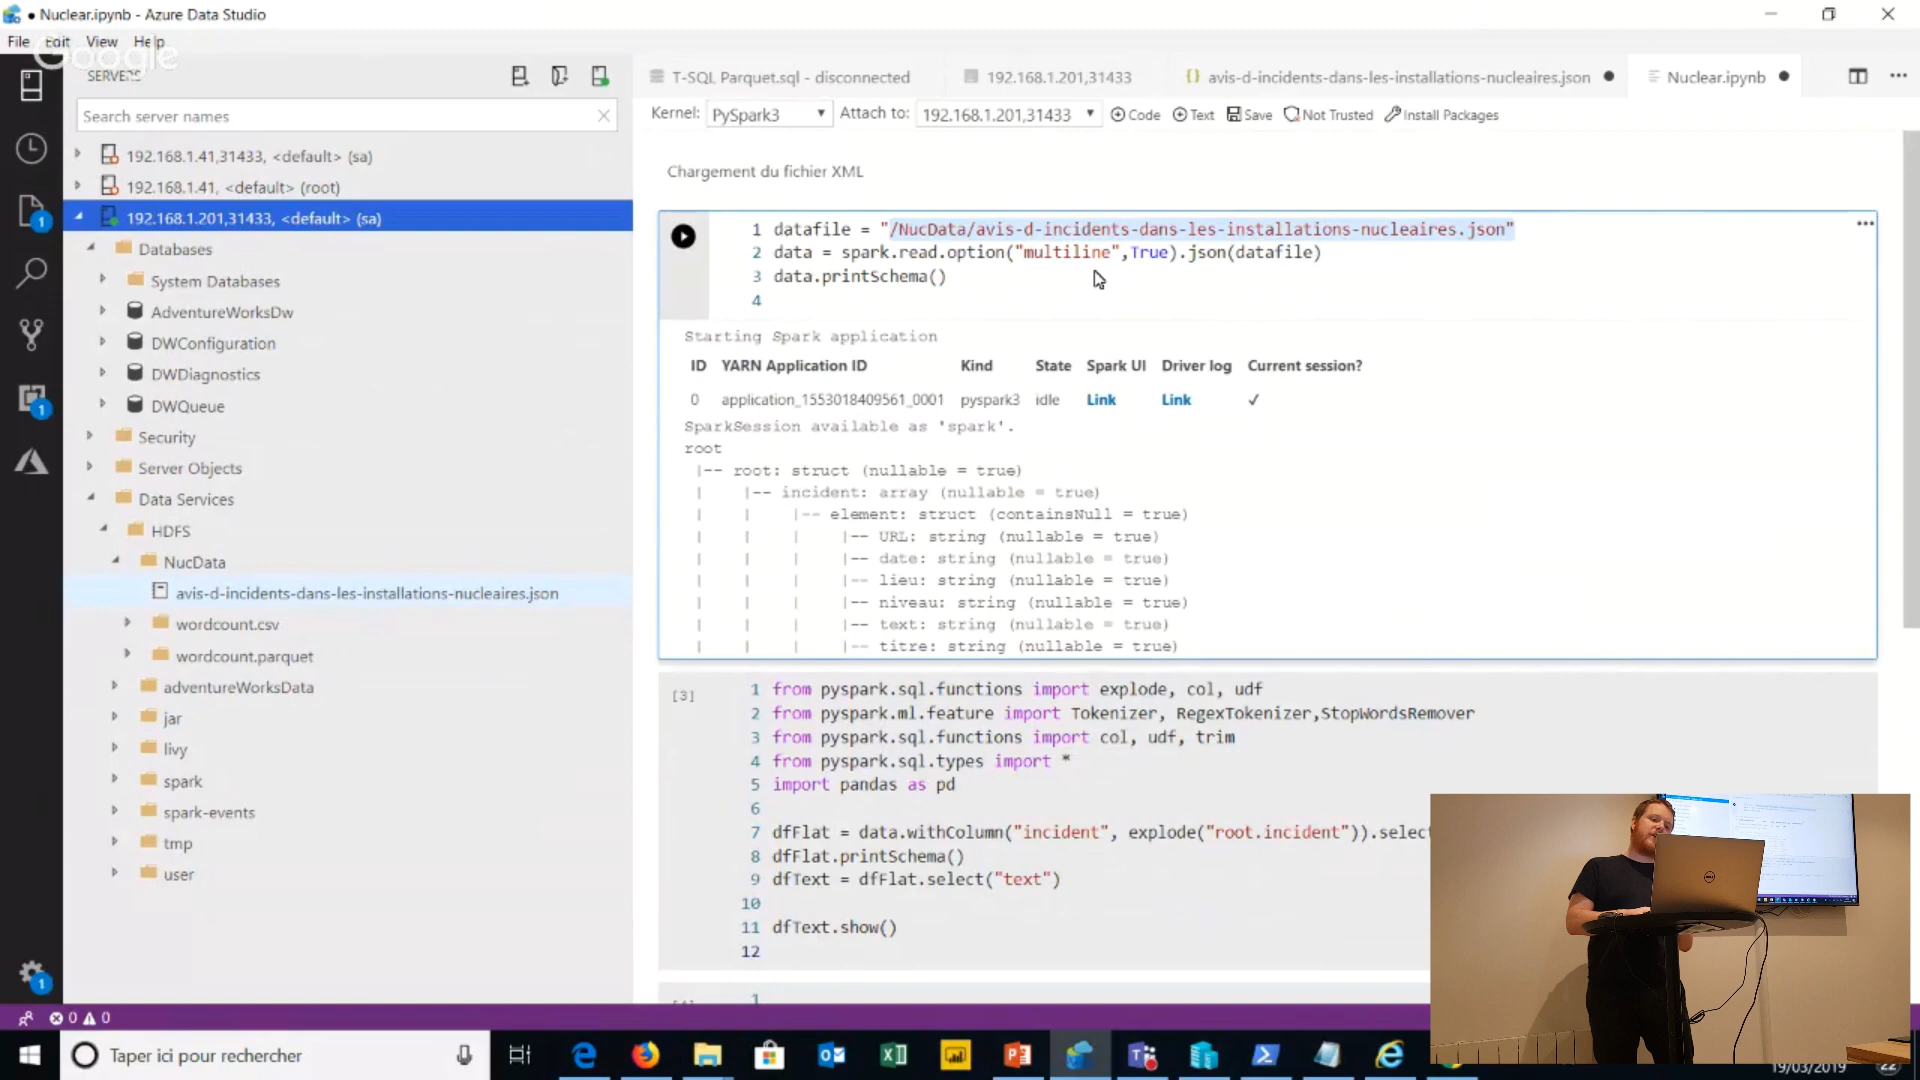 ● Nuclear.ipynb - Azure Data Studio
File Edit View Help
Google
SERVERS
Search server names
192.168.1.41,31433, <default> (sa)
192.168.1.41, <default> (root)
192.168.1.201,31433, <default> (sa)
Databases
System Databases
AdventureWorksDw
DWConfiguration
DWDiagnostics
DWQueue
Security
Server Objects
Data Services
HDFS
NucData
avis-d-incidents-dans-les-installations-nucleaires.json
wordcount.csv
wordcount.parquet
adventureWorksData
jar
livy
spark
spark-events
tmp
user
1
1
1
T-SQL Parquet.sql - disconnected
192.168.1.201,31433
{} avis-d-incidents-dans-les-installations-nucleaires.json ●
Nuclear.ipynb ●
Kernel: PySpark3 Attach to: 192.168.1.201,31433 Code Text Save Not Trusted Install Packages
Chargement du fichier XML
1 datafile = "/NucData/avis-d-incidents-dans-les-installations-nucleaires.json"
2 data = spark.read.option("multiline",True).json(datafile)
3 data.printSchema()
4
Starting Spark application
ID YARN Application ID Kind State Spark UI Driver log Current session?
0 application_1553018409561_0001 pyspark3 idle Link Link ✓
SparkSession available as 'spark'.
root
|-- root: struct (nullable = true)
| |-- incident: array (nullable = true)
| | |-- element: struct (containsNull = true)
| | | |-- URL: string (nullable = true)
| | | |-- date: string (nullable = true)
| | | |-- lieu: string (nullable = true)
| | | |-- niveau: string (nullable = true)
| | | |-- text: string (nullable = true)
| | | |-- titre: string (nullable = true)
[3]
1 from pyspark.sql.functions import explode, col, udf
2 from pyspark.ml.feature import Tokenizer, RegexTokenizer,StopWordsRemover
3 from pyspark.sql.functions import col, udf, trim
4 from pyspark.sql.types import *
5 import pandas as pd
6
7 dfFlat = data.withColumn("incident", explode("root.incident")).select
8 dfFlat.printSchema()
9 dfText = dfFlat.select("text")
10
11 dfText.show()
12
1
0 0
Taper ici pour rechercher
DELL
19/03/2019
22